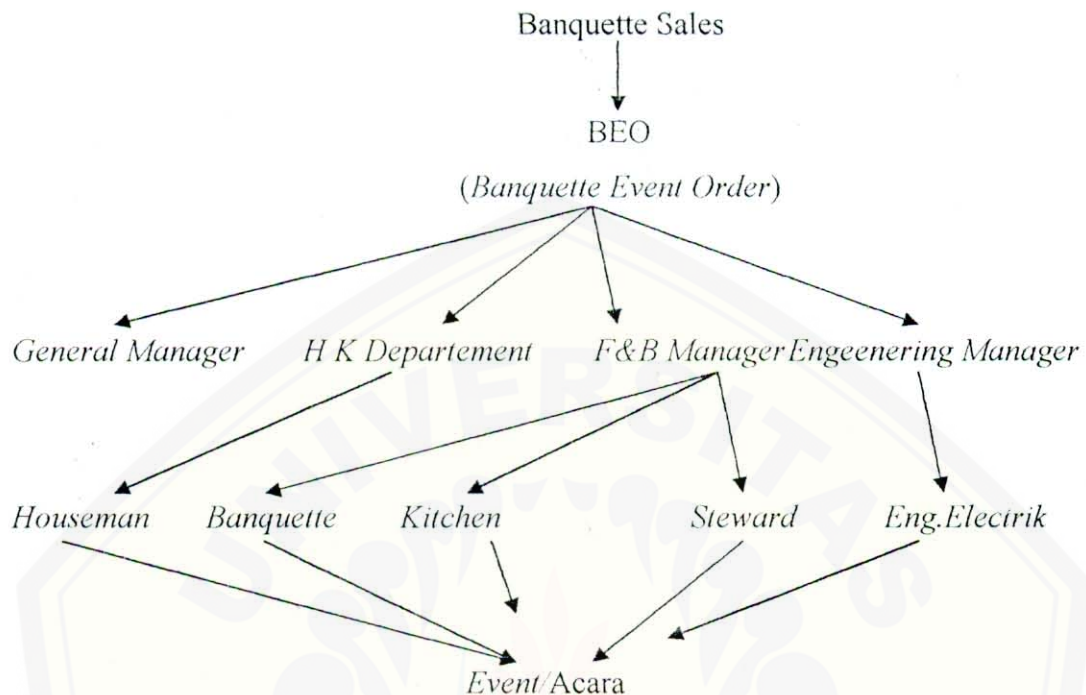 Banquette Sales
BEO
(Banquette Event Order)
General Manager H K Departement F&B Manager Engeenering Manager
Houseman Banquette Kitchen Steward Eng.Electrik
Event/Acara
UNIVERSITAS